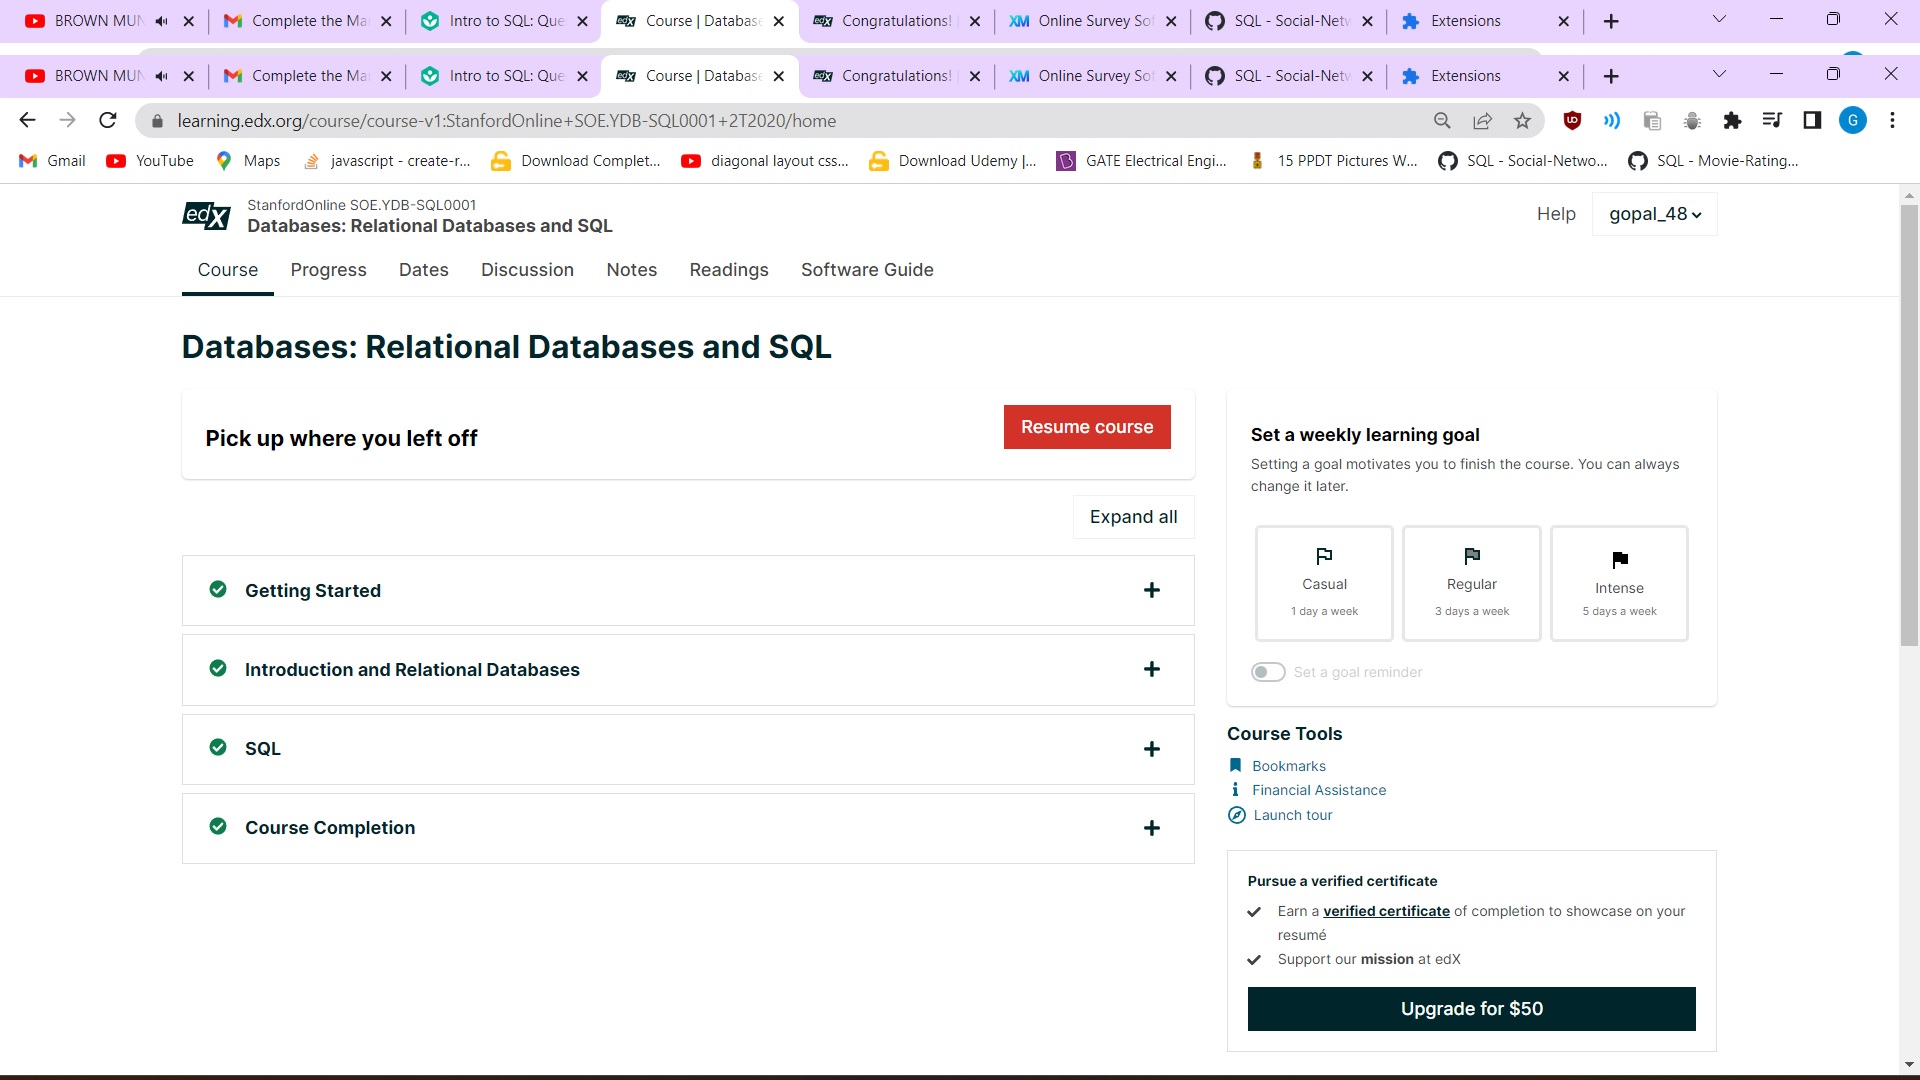 BROWN MUN Complete the Ma Intro to SQL: Que Course | Databas Congratulations! Online Survey Sof SQL - Social-Netw Extensions
BROWN MUN Complete the Ma Intro to SQL: Que Course | Databas Congratulations! Online Survey Sof SQL - Social-Netw Extensions
learning.edx.org/course/course-v1:StanfordOnline+SOE.YDB-SQL0001+2T2020/home G
Gmail YouTube Maps javascript - create-r... Download Complet... diagonal layout css... Download Udemy |... GATE Electrical Engi... 15 PPDT Pictures W... SQL - Social-Netwo... SQL - Movie-Rating...
edX StanfordOnline SOE.YDB-SQL0001
Databases: Relational Databases and SQL
Help gopal_48
Course Progress Dates Discussion Notes Readings Software Guide
Databases: Relational Databases and SQL
Pick up where you left off
Resume course
Expand all
Getting Started
Introduction and Relational Databases
SQL
Course Completion
Set a weekly learning goal
Setting a goal motivates you to finish the course. You can always
change it later.
Casual
1 day a week
Regular
3 days a week
Intense
5 days a week
Set a goal reminder
Course Tools
Bookmarks
Financial Assistance
Launch tour
Pursue a verified certificate
Earn a verified certificate of completion to showcase on your
resumé
Support our mission at edX
Upgrade for $50